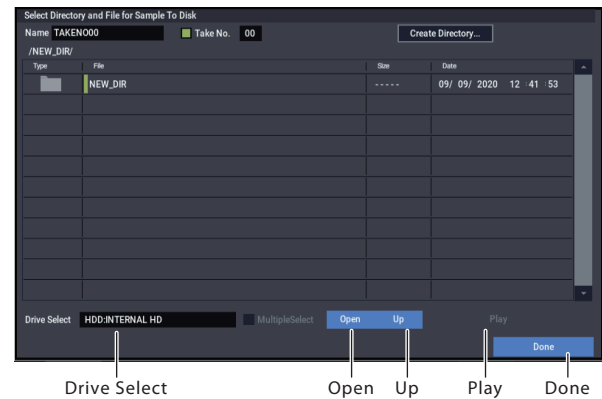 Select Directory and File for Sample To Disk
Name TAKENO00 Take No. 00 Create Directory...
/NEW_DIR/
Type File Size Date
NEW_DIR ----- 09/ 09/ 2020 12 :41 :53
Drive Select HDD:INTERNAL HD MultipleSelect Open Up Play
Done
Drive Select Open Up Play Done